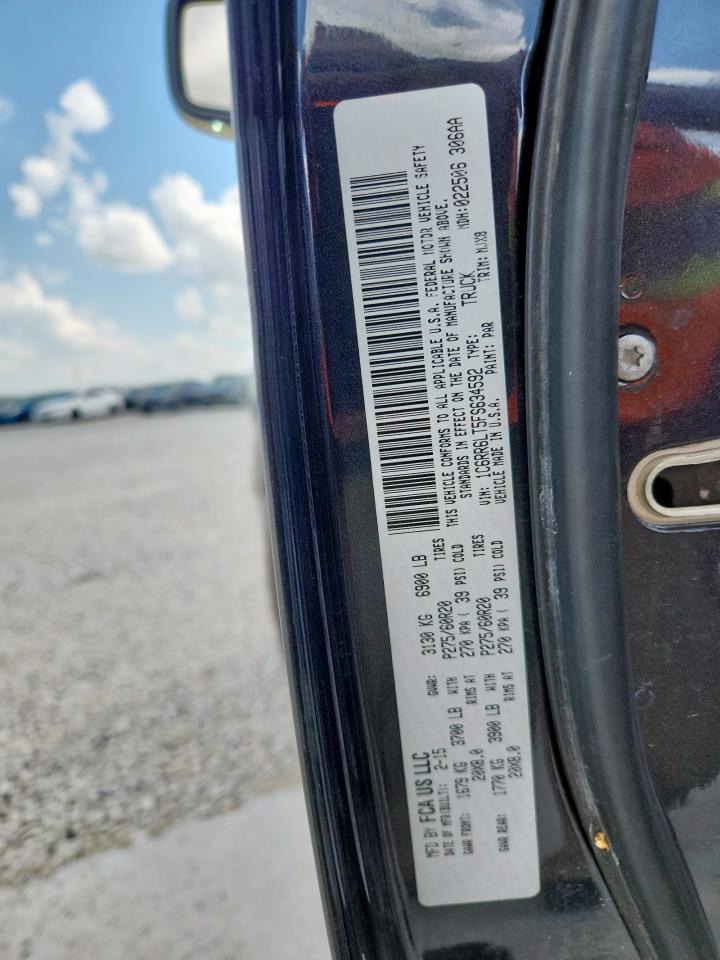 MFD BY FCA US LLC
DATE OF MFR(BUILT): 2-15 GVWR: 3130 KG 6900 LB
GAWR FRONT: 1679 KG 3700 LB WITH P275/60R20 TIRES
20X8.0 RIMS AT 270 KPA ( 39 PSI) COLD
GAWR REAR: 1770 KG 3900 LB WITH P275/60R20 TIRES
20X8.0 RIMS AT 270 KPA ( 39 PSI) COLD
THIS VEHICLE CONFORMS TO ALL APPLICABLE U.S.A. FEDERAL MOTOR VEHICLE SAFETY
STANDARDS IN EFFECT ON THE DATE OF MANUFACTURE SHOWN ABOVE.
VIN: 1C6RR6LT5FS634592 TYPE: TRUCK MDH:022506 306AA
VEHICLE MADE IN U.S.A. PAINT: PAR TRIM: MJX9